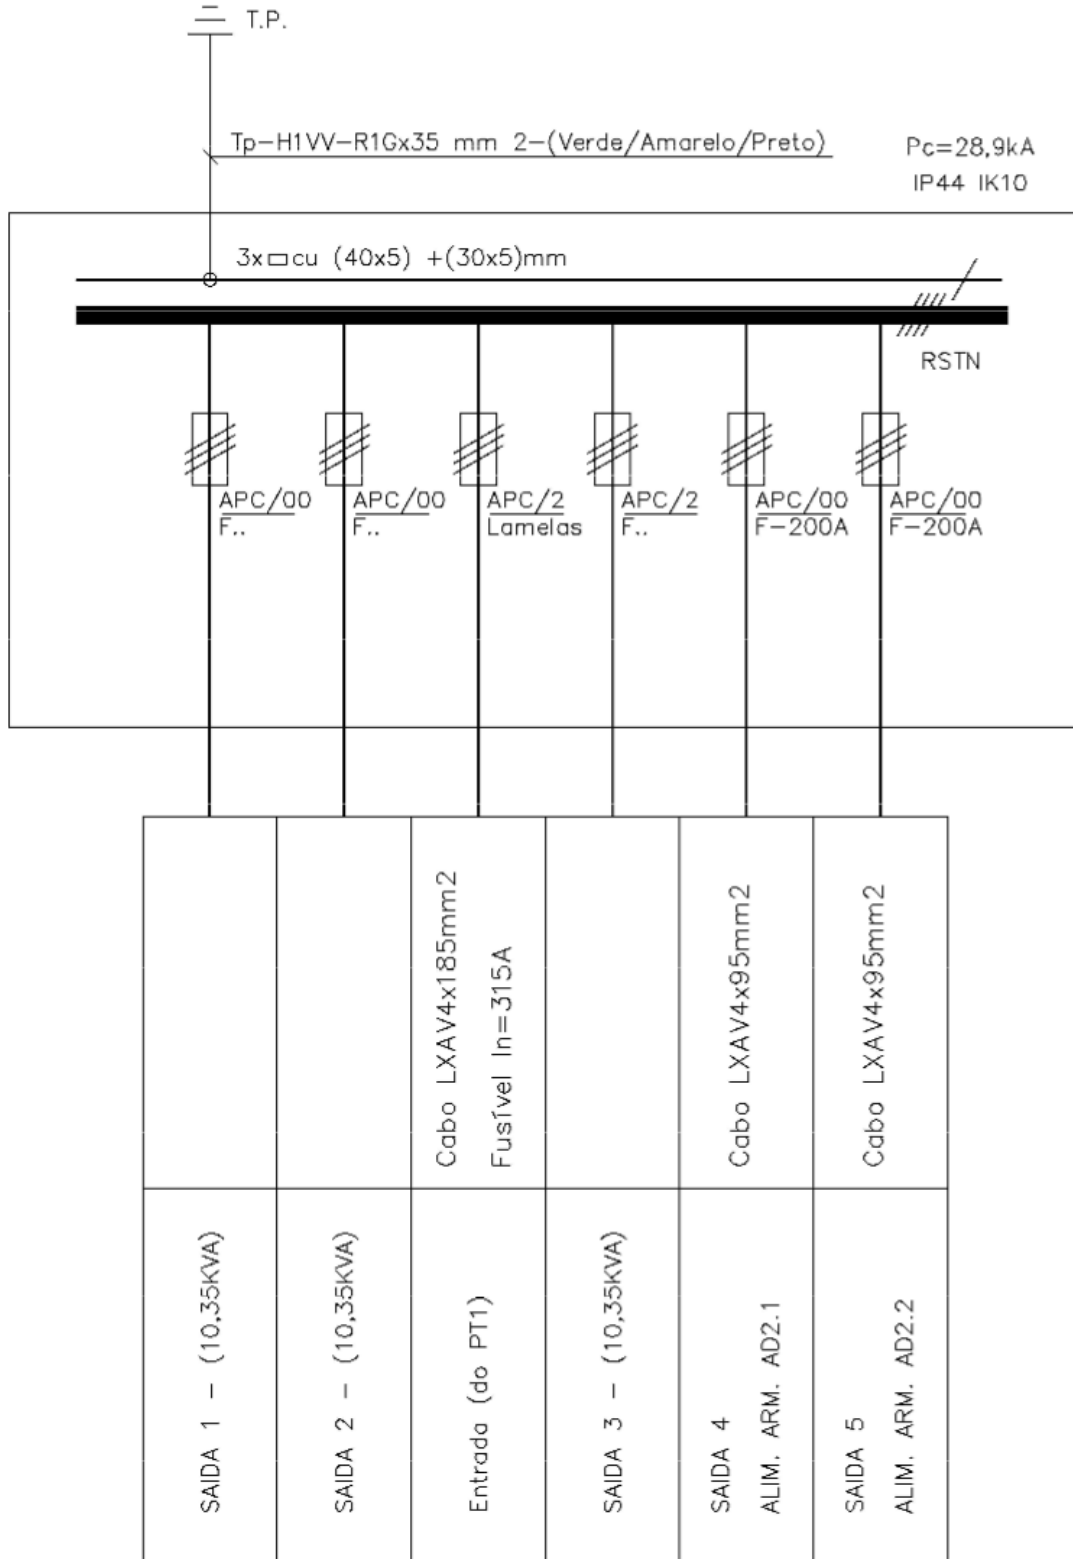 T.P.
Tp-H1VV-R1Gx35 mm 2-(Verde/Amarelo/Preto)
Pc=28,9kA
IP44 IK10
3x▭cu (40x5) +(30x5)mm
RSTN
APC/00
F..
APC/00
F..
APC/2
Lamelas
APC/2
F..
APC/00
F-200A
APC/00
F-200A
Cabo LXAV4x185mm2
Fusível In=315A
Cabo LXAV4x95mm2
Cabo LXAV4x95mm2
SAIDA 1 - (10,35KVA)
SAIDA 2 - (10,35KVA)
Entrada (do PT1)
SAIDA 3 - (10,35KVA)
SAIDA 4
ALIM. ARM. AD2.1
SAIDA 5
ALIM. ARM. AD2.2